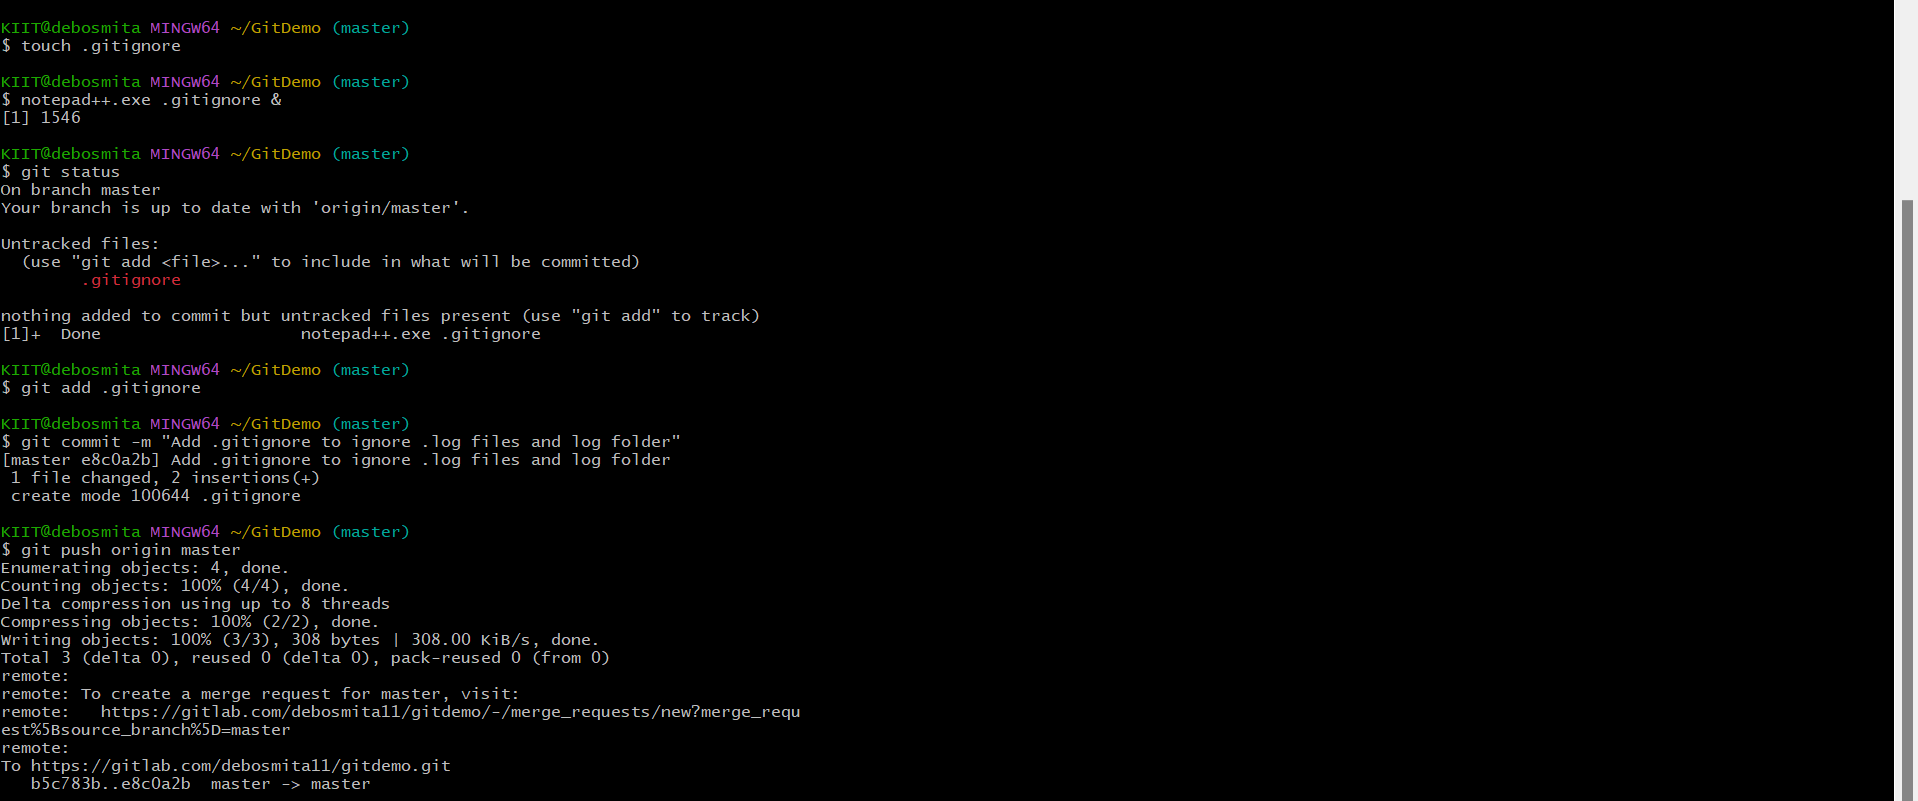 KIIT@debosmita MINGW64 ~/GitDemo (master)
$ touch .gitignore
KIIT@debosmita MINGW64 ~/GitDemo (master)
$ notepad++.exe .gitignore &
[1] 1546
KIIT@debosmita MINGW64 ~/GitDemo (master)
$ git status
On branch master
Your branch is up to date with 'origin/master'.
Untracked files:
  (use "git add <file>..." to include in what will be committed)
        .gitignore
nothing added to commit but untracked files present (use "git add" to track)
[1]+  Done                    notepad++.exe .gitignore
KIIT@debosmita MINGW64 ~/GitDemo (master)
$ git add .gitignore
KIIT@debosmita MINGW64 ~/GitDemo (master)
$ git commit -m "Add .gitignore to ignore .log files and log folder"
[master e8c0a2b] Add .gitignore to ignore .log files and log folder
 1 file changed, 2 insertions(+)
 create mode 100644 .gitignore
KIIT@debosmita MINGW64 ~/GitDemo (master)
$ git push origin master
Enumerating objects: 4, done.
Counting objects: 100% (4/4), done.
Delta compression using up to 8 threads
Compressing objects: 100% (2/2), done.
Writing objects: 100% (3/3), 308 bytes | 308.00 KiB/s, done.
Total 3 (delta 0), reused 0 (delta 0), pack-reused 0 (from 0)
remote:
remote: To create a merge request for master, visit:
remote:   https://gitlab.com/debosmita11/gitdemo/-/merge_requests/new?merge_requ
est%5Bsource_branch%5D=master
remote:
To https://gitlab.com/debosmita11/gitdemo.git
   b5c783b..e8c0a2b  master -> master